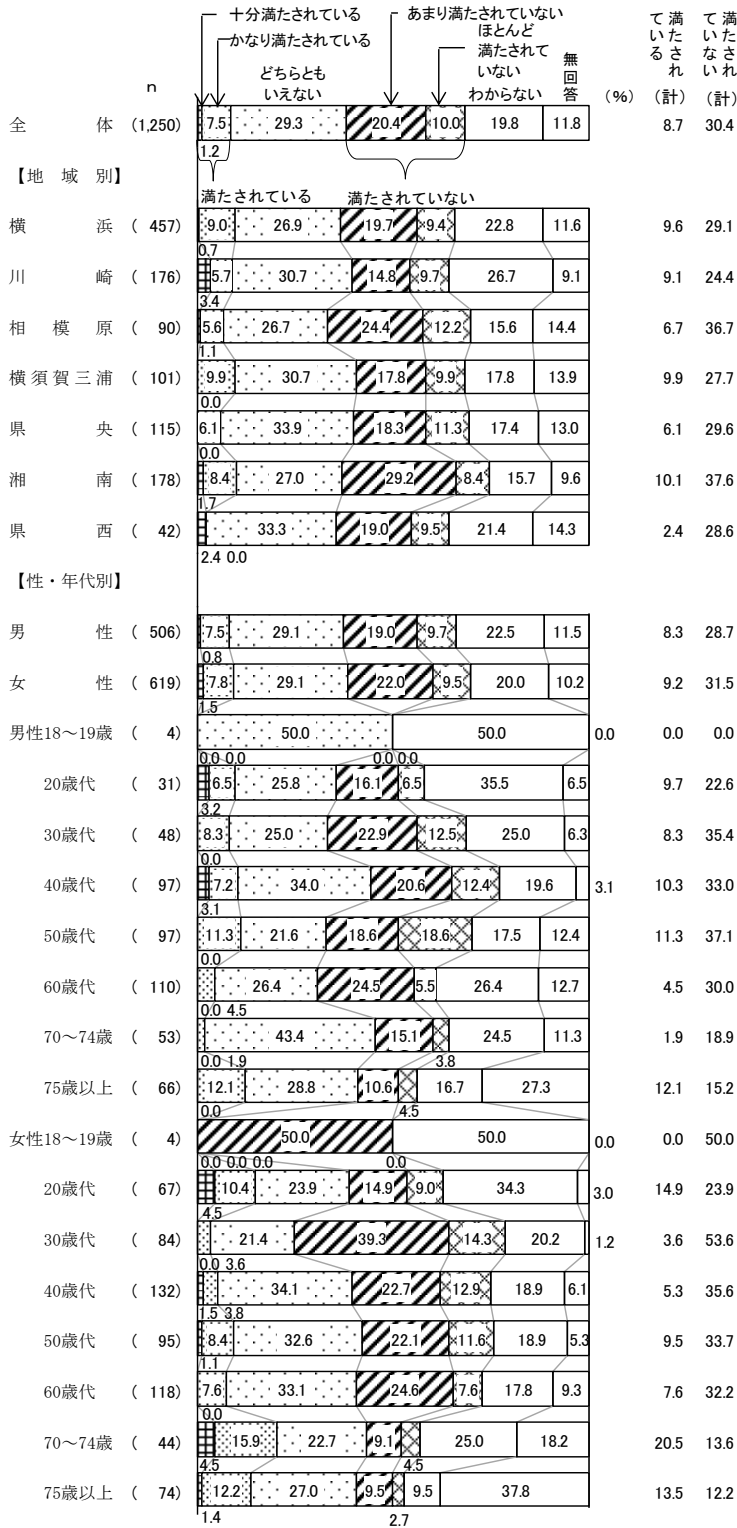 十分満たされている
かなり満たされている
どちらとも
いえない
あまり満たされていない
ほとんど
満たされて
いない
わからない
無回答
(%)
満たされている
(計)
満たされていない
(計)
n
全体 (1,250) 7.5 29.3 20.4 10.0 19.8 11.8 8.7 30.4
1.2
【地域別】
満たされている 満たされていない
横浜 ( 457) 9.0 26.9 19.7 9.4 22.8 11.6 9.6 29.1
0.7
川崎 ( 176) 5.7 30.7 14.8 9.7 26.7 9.1 9.1 24.4
3.4
相模原 ( 90) 5.6 26.7 24.4 12.2 15.6 14.4 6.7 36.7
1.1
横須賀三浦 ( 101) 9.9 30.7 17.8 9.9 17.8 13.9 9.9 27.7
0.0
県央 ( 115) 6.1 33.9 18.3 11.3 17.4 13.0 6.1 29.6
0.0
湘南 ( 178) 8.4 27.0 29.2 8.4 15.7 9.6 10.1 37.6
1.7
県西 ( 42) 33.3 19.0 9.5 21.4 14.3 2.4 28.6
2.4 0.0
【性・年代別】
男性 ( 506) 7.5 29.1 19.0 9.7 22.5 11.5 8.3 28.7
0.8
女性 ( 619) 7.8 29.1 22.0 9.5 20.0 10.2 9.2 31.5
1.5
男性18～19歳 ( 4) 50.0 50.0 0.0 0.0 0.0
0.0 0.0 0.0 0.0
20歳代 ( 31) 6.5 25.8 16.1 6.5 35.5 6.5 9.7 22.6
3.2
30歳代 ( 48) 8.3 25.0 22.9 12.5 25.0 6.3 8.3 35.4
0.0
40歳代 ( 97) 7.2 34.0 20.6 12.4 19.6 3.1 10.3 33.0
3.1
50歳代 ( 97) 11.3 21.6 18.6 18.6 17.5 12.4 11.3 37.1
0.0
60歳代 ( 110) 26.4 24.5 5.5 26.4 12.7 4.5 30.0
0.0 4.5
70～74歳 ( 53) 43.4 15.1 24.5 11.3 1.9 18.9
0.0 1.9 3.8
75歳以上 ( 66) 12.1 28.8 10.6 16.7 27.3 12.1 15.2
0.0 4.5
女性18～19歳 ( 4) 50.0 50.0 0.0 0.0 50.0
0.0 0.0 0.0 0.0
20歳代 ( 67) 10.4 23.9 14.9 9.0 34.3 3.0 14.9 23.9
4.5
30歳代 ( 84) 21.4 39.3 14.3 20.2 1.2 3.6 53.6
0.0 3.6
40歳代 ( 132) 34.1 22.7 12.9 18.9 6.1 5.3 35.6
1.5 3.8
50歳代 ( 95) 8.4 32.6 22.1 11.6 18.9 5.3 9.5 33.7
1.1
60歳代 ( 118) 7.6 33.1 24.6 7.6 17.8 9.3 7.6 32.2
0.0
70～74歳 ( 44) 15.9 22.7 9.1 25.0 18.2 20.5 13.6
4.5 4.5
75歳以上 ( 74) 12.2 27.0 9.5 9.5 37.8 13.5 12.2
1.4 2.7